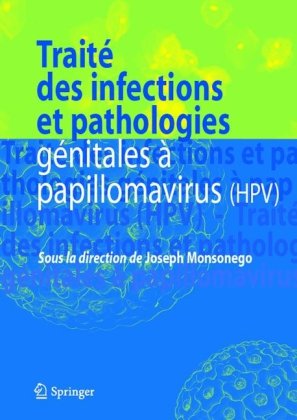 Traité
des infections
et pathologies
génitales à
papillomavirus (HPV)
Sous la direction de Joseph Monsonego
Springer